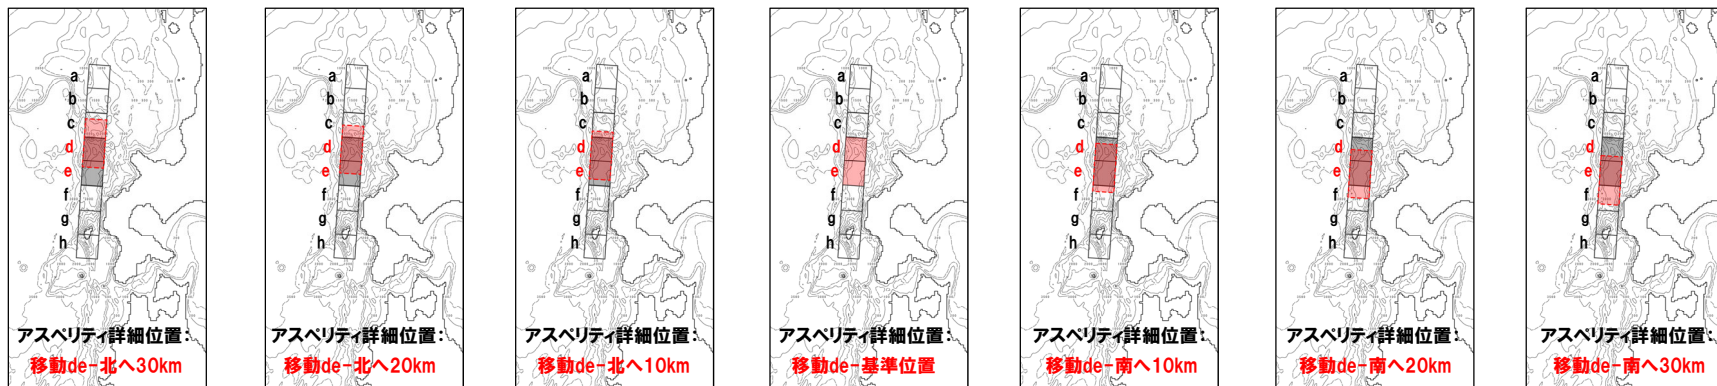 a
b
c
d
e
f
g
h
アスペリティ詳細位置:
移動de-北へ30km
a
b
c
d
e
f
g
h
アスペリティ詳細位置:
移動de-北へ20km
a
b
c
d
e
f
g
h
アスペリティ詳細位置:
移動de-北へ10km
a
b
c
d
e
f
g
h
アスペリティ詳細位置:
移動de-基準位置
a
b
c
d
e
f
g
h
アスペリティ詳細位置:
移動de-南へ10km
a
b
c
d
e
f
g
h
アスペリティ詳細位置:
移動de-南へ20km
a
b
c
d
e
f
g
h
アスペリティ詳細位置:
移動de-南へ30km